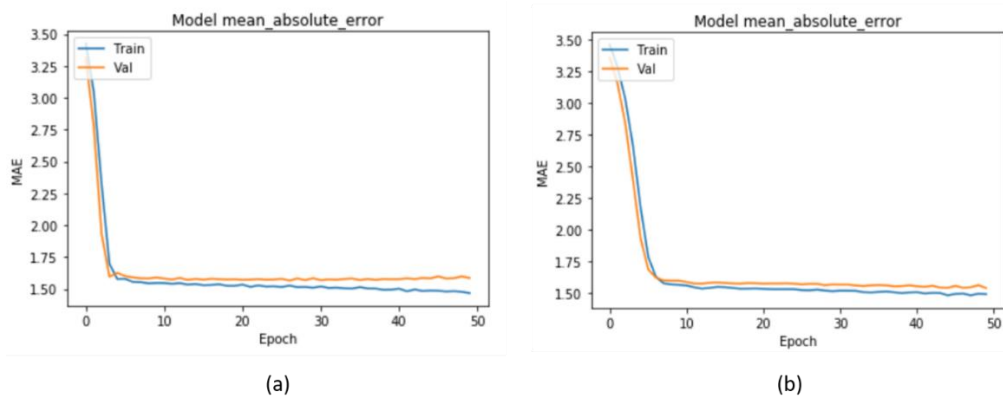 Model mean_absolute_error
3.50
3.25
3.00
2.75
2.50
2.25
2.00
1.75
1.50
MAE
Train
Val
0 10 20 30 40 50
Epoch
(a)
Model mean_absolute_error
3.50
3.25
3.00
2.75
2.50
2.25
2.00
1.75
1.50
MAE
Train
Val
0 10 20 30 40 50
Epoch
(b)